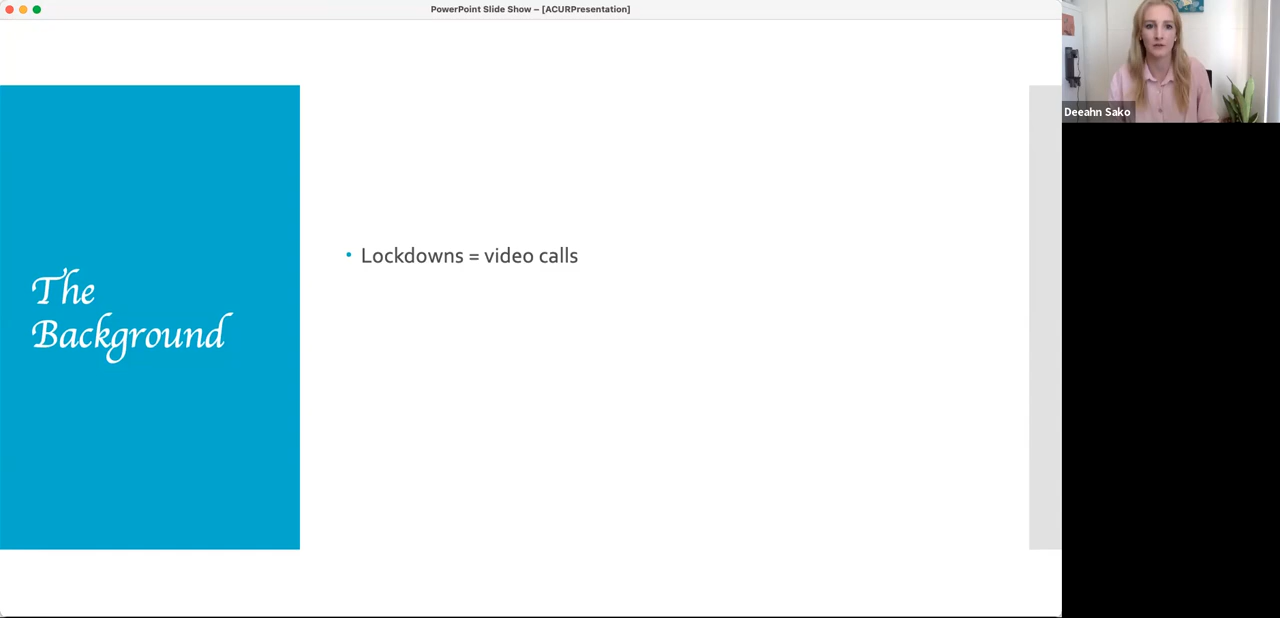 PowerPoint Slide Show – [ACURPresentation]
Deeahn Sako
The
Background
• Lockdowns = video calls